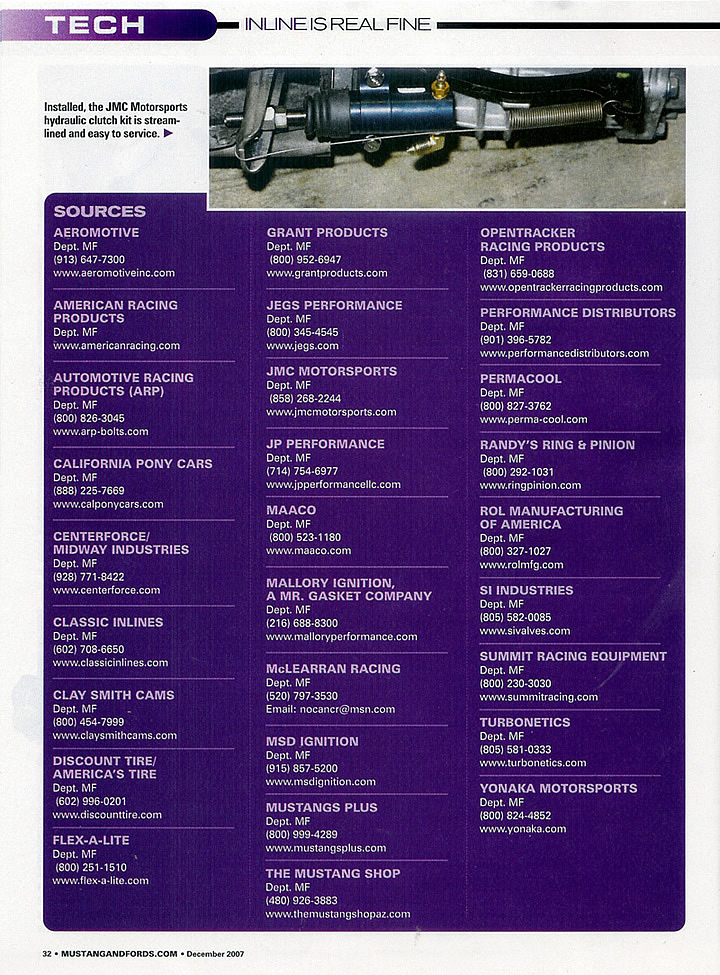 TECH
INLINE IS REAL FINE
Installed, the JMC Motorsports
hydraulic clutch kit is stream-
lined and easy to service.
SOURCES
AEROMOTIVE
Dept. MF
(913) 647-7300
www.aeromotiveinc.com
AMERICAN RACING
PRODUCTS
Dept. MF
www.americanracing.com
AUTOMOTIVE RACING
PRODUCTS (ARP)
Dept. MF
(800) 826-3045
www.arp-bolts.com
CALIFORNIA PONY CARS
Dept. MF
(888) 225-7669
www.calponycars.com
CENTERFORCE/
MIDWAY INDUSTRIES
Dept. MF
(928) 771-8422
www.centerforce.com
CLASSIC INLINES
Dept. MF
(602) 708-6650
www.classicinlines.com
CLAY SMITH CAMS
Dept. MF
(800) 454-7999
www.claysmithcams.com
DISCOUNT TIRE/
AMERICA'S TIRE
Dept. MF
(602) 996-0201
www.discounttire.com
FLEX-A-LITE
Dept. MF
(800) 251-1510
www.flex-a-lite.com
GRANT PRODUCTS
Dept. MF
(800) 952-6947
www.grantproducts.com
JEGS PERFORMANCE
Dept. MF
(800) 345-4545
www.jegs.com
JMC MOTORSPORTS
Dept. MF
(858) 268-2244
www.jmcmotorsports.com
JP PERFORMANCE
Dept. MF
(714) 754-6977
www.jpperformancellc.com
MAACO
Dept. MF
(800) 523-1180
www.maaco.com
MALLORY IGNITION,
A MR. GASKET COMPANY
Dept. MF
(216) 688-8300
www.malloryperformance.com
McLEARRAN RACING
Dept. MF
(520) 797-3530
Email: nocancr@msn.com
MSD IGNITION
Dept. MF
(915) 857-5200
www.msdignition.com
MUSTANGS PLUS
Dept. MF
(800) 999-4289
www.mustangsplus.com
THE MUSTANG SHOP
Dept. MF
(480) 926-3883
www.themustangshopaz.com
OPENTRACKER
RACING PRODUCTS
Dept. MF
(831) 659-0688
www.opentrackerracingproducts.com
PERFORMANCE DISTRIBUTORS
Dept. MF
(901) 396-5782
www.performancedistributors.com
PERMACOOL
Dept. MF
(800) 827-3762
www.perma-cool.com
RANDY'S RING & PINION
Dept. MF
(800) 292-1031
www.ringpinion.com
ROL MANUFACTURING
OF AMERICA
Dept. MF
(800) 327-1027
www.rolmfg.com
SI INDUSTRIES
Dept. MF
(805) 582-0085
www.sivalves.com
SUMMIT RACING EQUIPMENT
Dept. MF
(800) 230-3030
www.summitracing.com
TURBONETICS
Dept. MF
(805) 581-0333
www.turbonetics.com
YONAKA MOTORSPORTS
Dept. MF
(800) 824-4852
www.yonaka.com
32 • MUSTANGANDFORDS.COM • December 2007